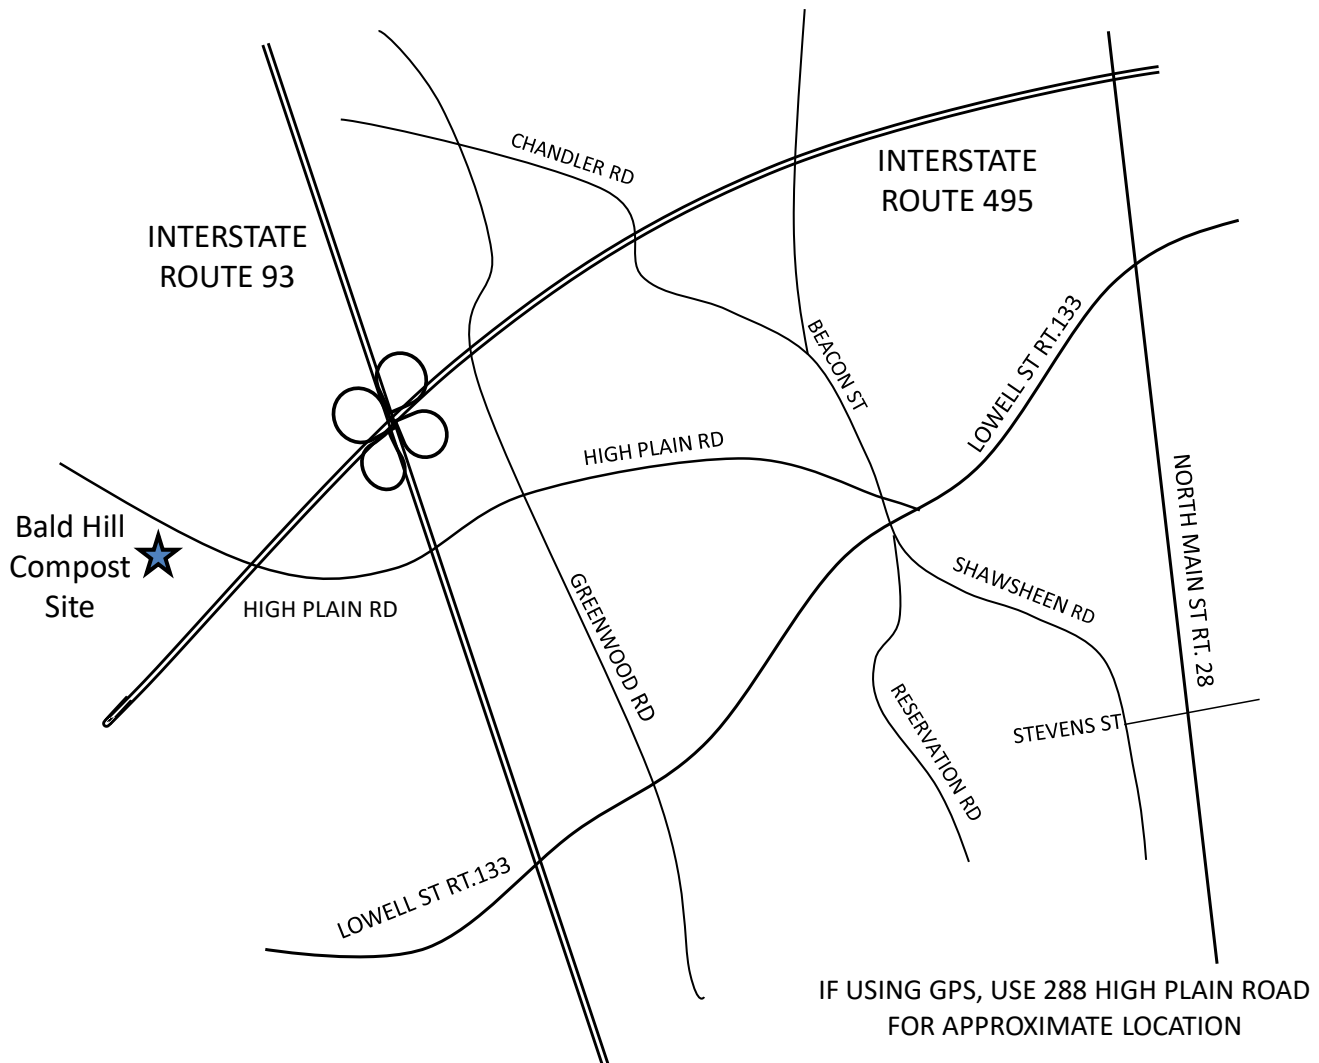 CHANDLER RD
INTERSTATE
ROUTE 495
INTERSTATE
ROUTE 93
BEACON ST
LOWELL ST RT.133
HIGH PLAIN RD
NORTH MAIN ST RT. 28
Bald Hill
Compost
Site
HIGH PLAIN RD
GREENWOOD RD
SHAWSHEEN RD
RESERVATION RD
STEVENS ST
LOWELL ST RT.133
IF USING GPS, USE 288 HIGH PLAIN ROAD
FOR APPROXIMATE LOCATION